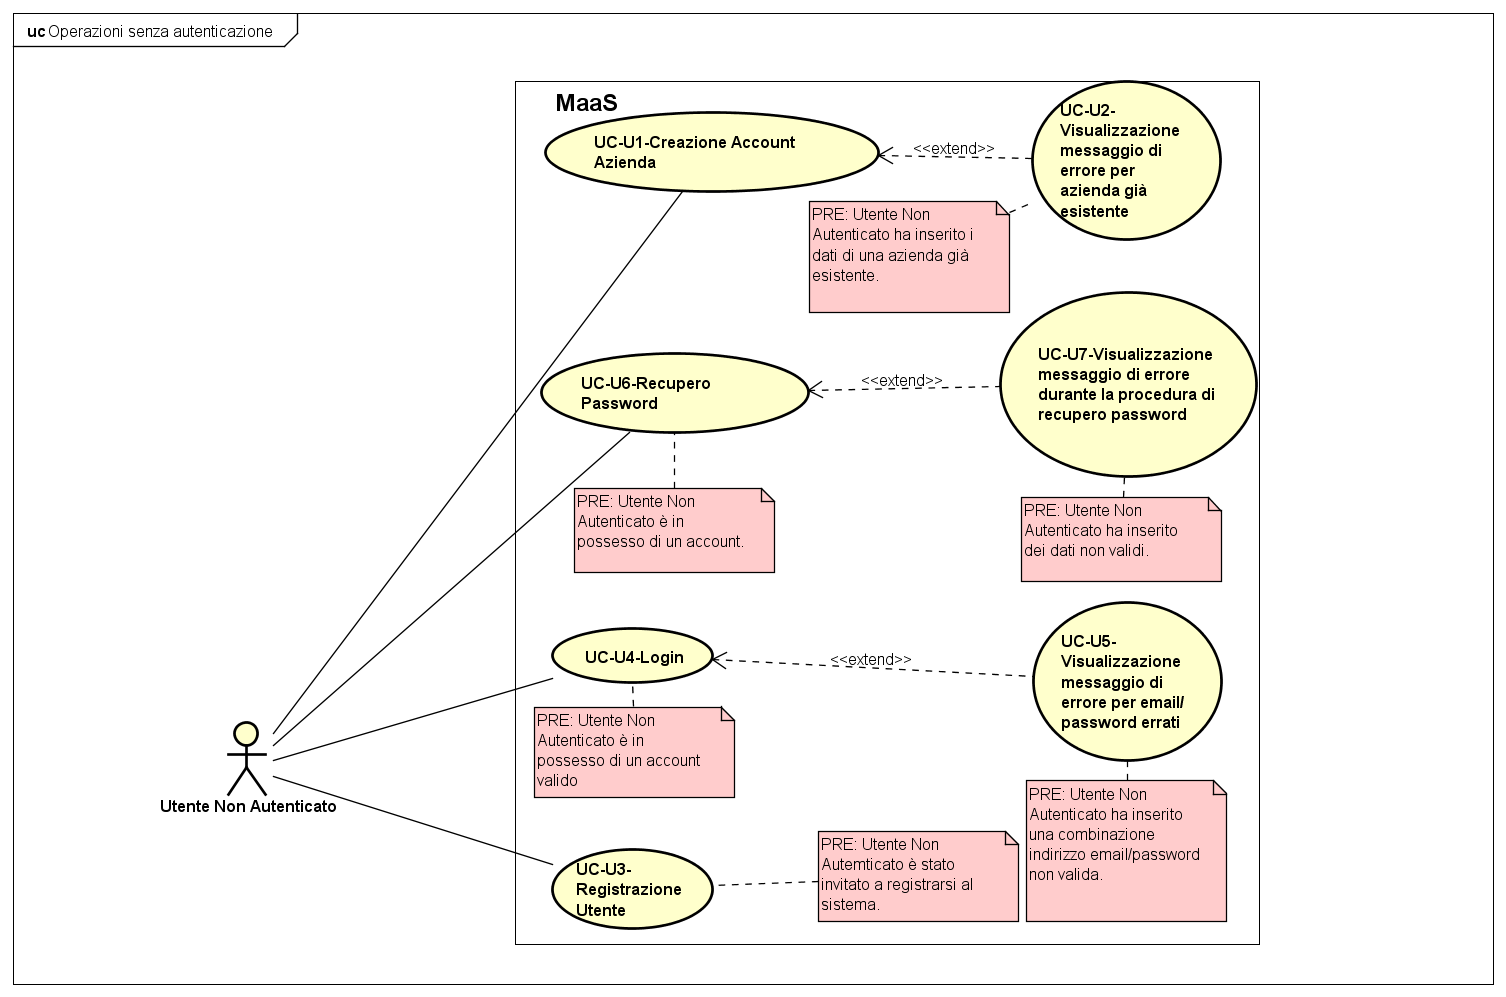 uc Operazioni senza autenticazione
MaaS
UC-U1-Creazione Account
Azienda
<<extend>>
UC-U2-
Visualizzazione
messaggio di
errore per
azienda già
esistente
PRE: Utente Non
Autenticato ha inserito i
dati di una azienda già
esistente.
UC-U6-Recupero
Password
<<extend>>
UC-U7-Visualizzazione
messaggio di errore
durante la procedura di
recupero password
PRE: Utente Non
Autenticato è in
possesso di un account.
PRE: Utente Non
Autenticato ha inserito
dei dati non validi.
UC-U4-Login
<<extend>>
UC-U5-
Visualizzazione
messaggio di
errore per email/
password errati
PRE: Utente Non
Autenticato è in
possesso di un account
valido
PRE: Utente Non
Autenticato ha inserito
una combinazione
indirizzo email/password
non valida.
Utente Non Autenticato
UC-U3-
Registrazione
Utente
PRE: Utente Non
Autemticato è stato
invitato a registrarsi al
sistema.